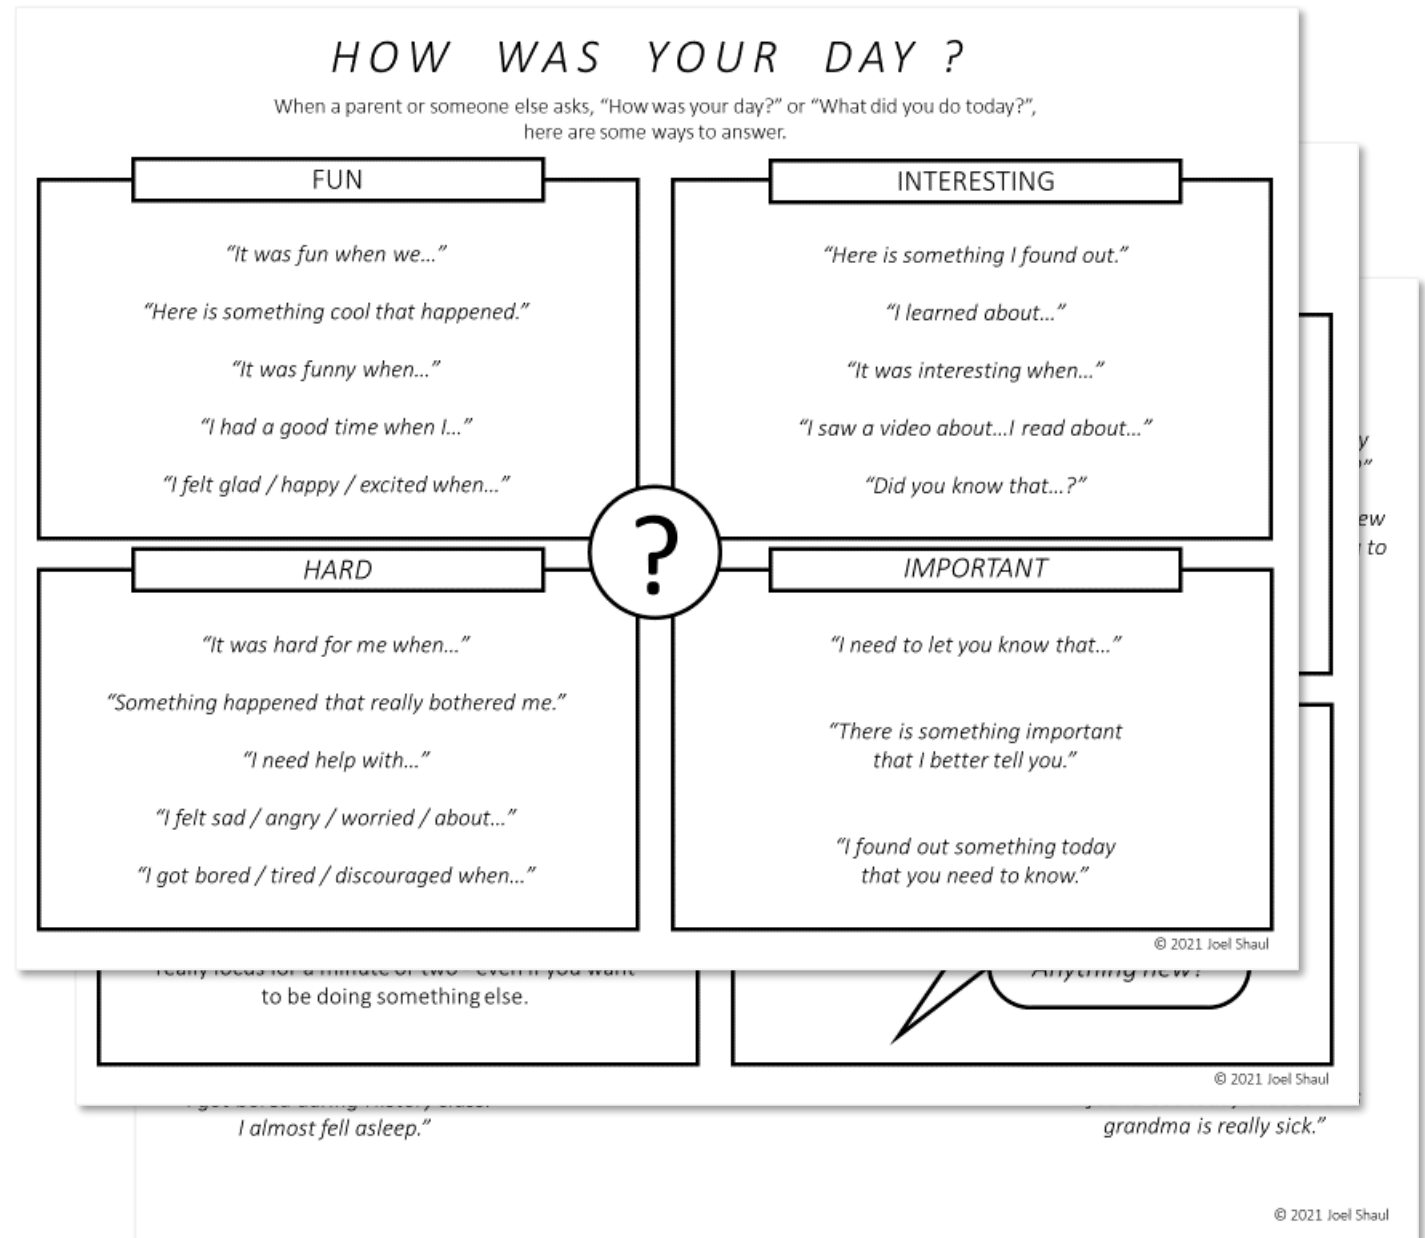 HOW WAS YOUR DAY ?
When a parent or someone else asks, “How was your day?” or “What did you do today?”,
here are some ways to answer.
FUN
“It was fun when we...”
“Here is something cool that happened.”
“It was funny when...”
“I had a good time when I...”
“I felt glad / happy / excited when...”
INTERESTING
“Here is something I found out.”
“I learned about...”
“It was interesting when...”
“I saw a video about...I read about...”
“Did you know that...?”
?
HARD
“It was hard for me when...”
“Something happened that really bothered me.”
“I need help with...”
“I felt sad / angry / worried / about...”
“I got bored / tired / discouraged when...”
IMPORTANT
“I need to let you know that...”
“There is something important
that I better tell you.”
“I found out something today
that you need to know.”
© 2021 Joel Shaul
to be doing something else.
Anything new?
© 2021 Joel Shaul
to
I almost fell asleep.”
grandma is really sick.”
© 2021 Joel Shaul